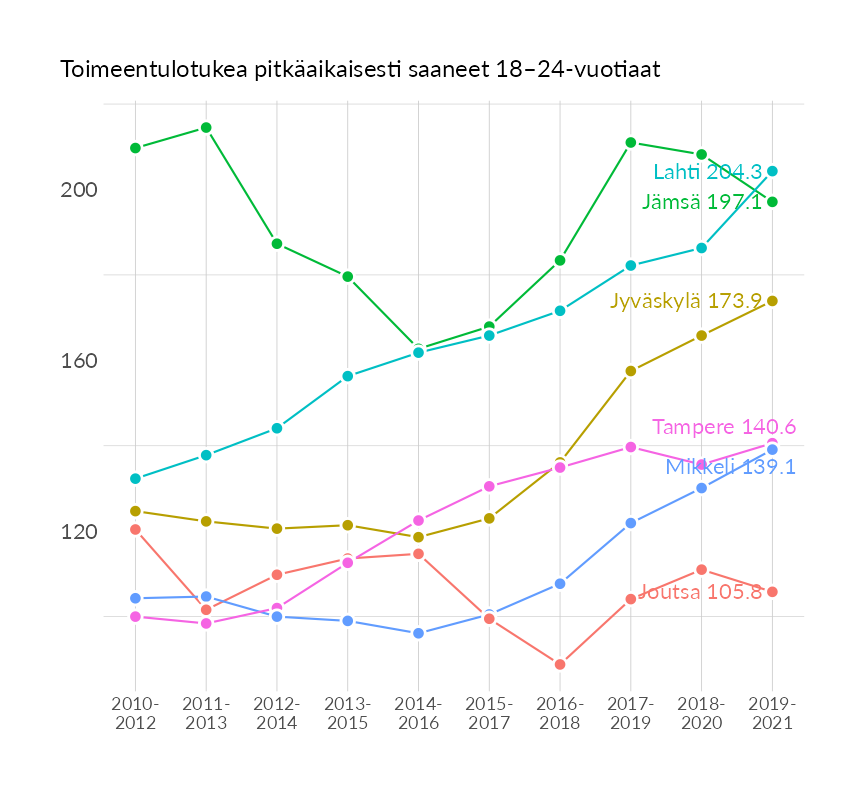 Toimeentulotukea pitkäaikaisesti saaneet 18–24-vuotiaat
200
160
120
Lahti 204.3
Jämsä 197.1
Jyväskylä 173.9
Tampere 140.6
Mikkeli 139.1
Joutsa 105.8
2010- 2011- 2012- 2013- 2014- 2015- 2016- 2017- 2018- 2019-
2012 2013 2014 2015 2016 2017 2018 2019 2020 2021